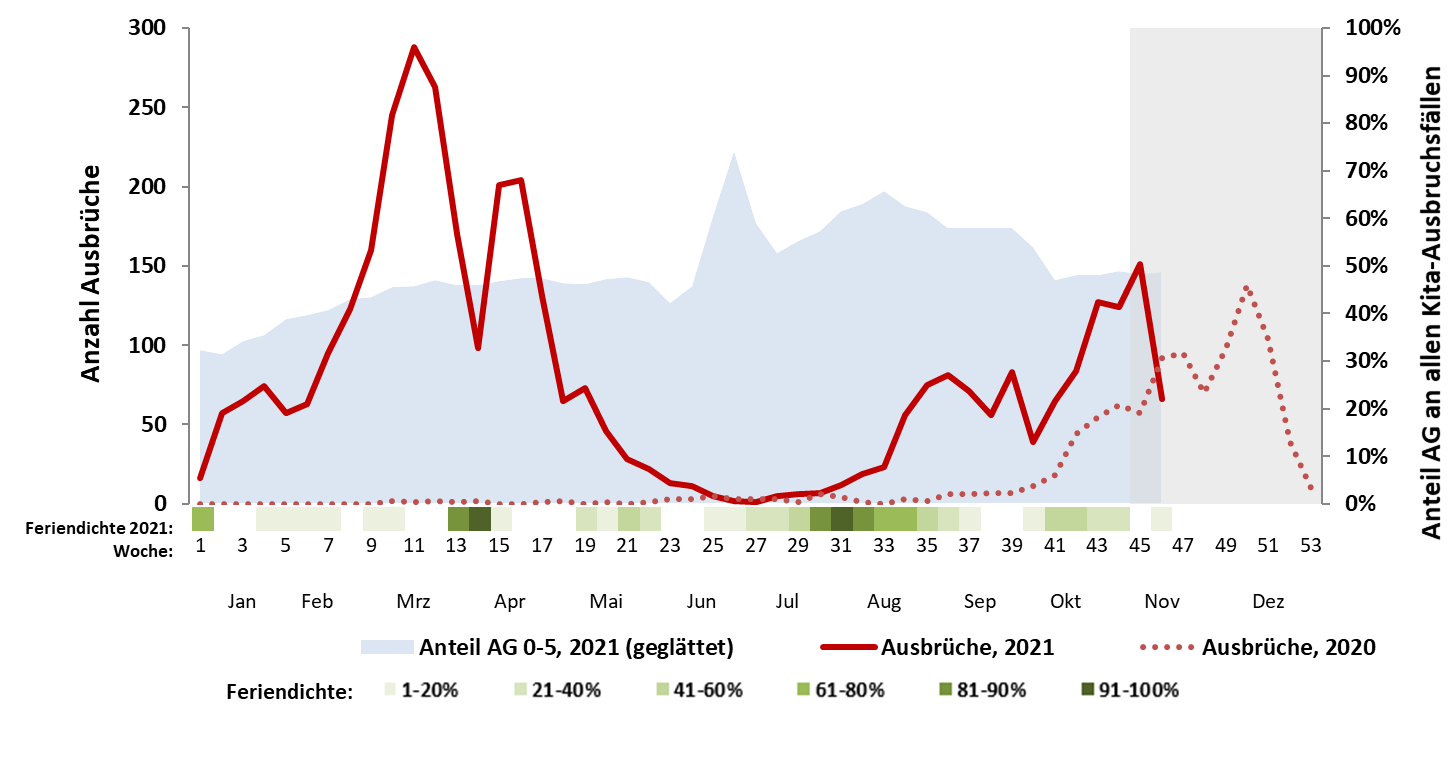 Anzahl Ausbrüche
300
250
200
150
100
50
0
100%
90%
80%
70%
60%
50%
40%
30%
20%
10%
0%
Anteil AG an allen Kita-Ausbruchsfällen
Feriendichte 2021:
Woche: 1 3 5 7 9 11 13 15 17 19 21 23 25 27 29 31 33 35 37 39 41 43 45 47 49 51 53
Jan Feb Mrz Apr Mai Jun Jul Aug Sep Okt Nov Dez
Anteil AG 0-5, 2021 (geglättet) Ausbrüche, 2021 Ausbrüche, 2020
Feriendichte: 1-20% 21-40% 41-60% 61-80% 81-90% 91-100%